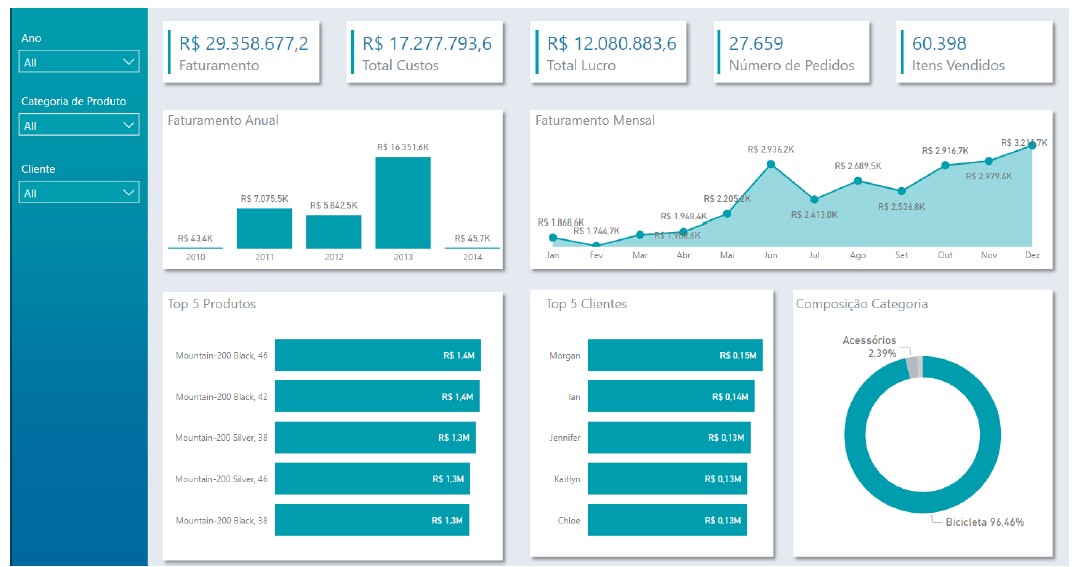 Ano
All
Categoria de Produto
All
Cliente
All
R$ 29.358.677,2
Faturamento
R$ 17.277.793,6
Total Custos
R$ 12.080.883,6
Total Lucro
27.659
Número de Pedidos
60.398
Itens Vendidos
Faturamento Anual
R$ 43,4K
R$ 7.075,5K
R$ 5.842,5K
R$ 16.351,6K
R$ 45,7K
2010
2011
2012
2013
2014
Faturamento Mensal
R$ 1.868,6K
R$ 1.744,7K
R$ 1.948,4K
R$ 2.205,2K
R$ 2.936,2K
R$ 2.413,0K
R$ 2.689,5K
R$ 2.536,8K
R$ 2.916,7K
R$ 2.979,4K
Jan
Fev
Mar
Abr
Mai
Jun
Jul
Ago
Set
Out
Nov
Dez
Top 5 Produtos
Mountain-200 Black, 46
R$ 1,4M
Mountain-200 Black, 42
R$ 1,4M
Mountain-200 Silver, 38
R$ 1,3M
Mountain-200 Silver, 46
R$ 1,3M
Mountain-200 Black, 38
R$ 1,3M
Top 5 Clientes
Morgan
R$ 0,15M
Ian
R$ 0,14M
Jennifer
R$ 0,13M
Kaitlyn
R$ 0,13M
Chloe
R$ 0,13M
Composição Categoria
Acessórios
2,39%
Bicicleta 96,46%